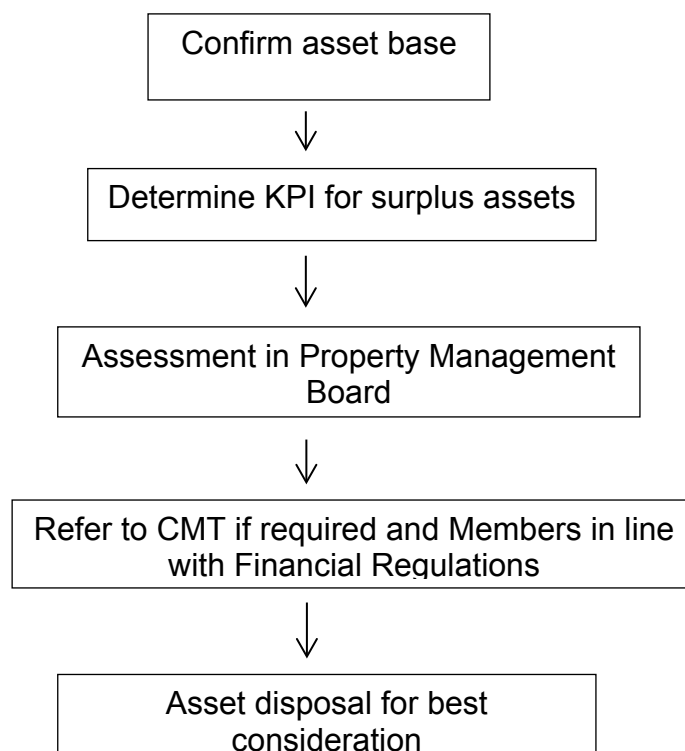 Confirm asset base
Determine KPI for surplus assets
Assessment in Property Management
Board
Refer to CMT if required and Members in line
with Financial Regulations
Asset disposal for best
consideration